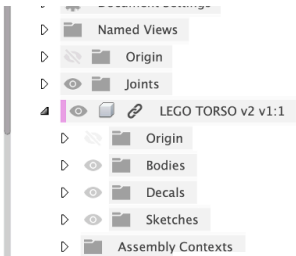 Named Views
Origin
Joints
LEGO TORSO v2 v1:1
Origin
Bodies
Decals
Sketches
Assembly Contexts